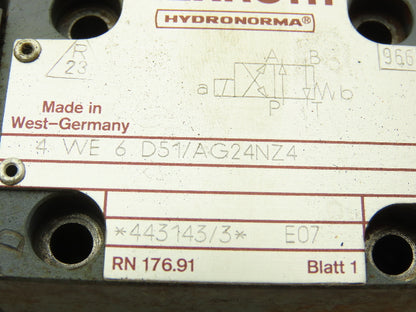 HYDRONORMA®
R
23
966
A B
a b
P T
Made in
West-Germany
4 WE 6 D51/AG24NZ4
*443143/3* E07
RN 176.91 Blatt 1